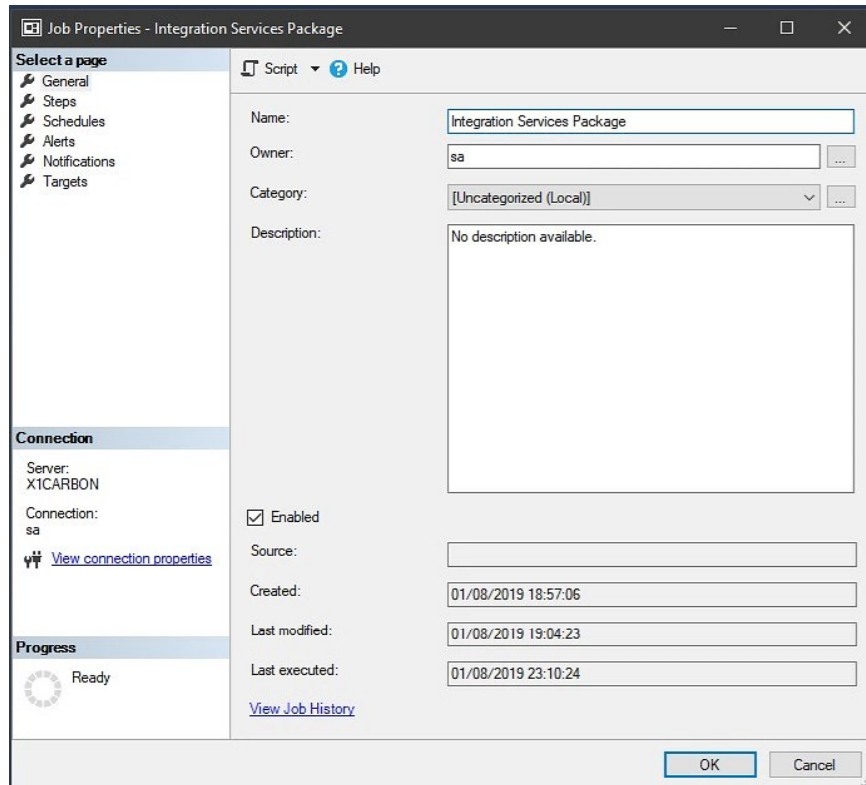 Job Properties - Integration Services Package
Select a page
General
Steps
Schedules
Alerts
Notifications
Targets
Script
Help
Name:
Integration Services Package
Owner:
sa
...
Category:
[Uncategorized (Local)]
...
Description:
No description available.
Connection
Server:
X1CARBON
Connection:
sa
View connection properties
Enabled
Source:
Created:
01/08/2019 18:57:06
Last modified:
01/08/2019 19:04:23
Last executed:
01/08/2019 23:10:24
View Job History
Progress
Ready
OK
Cancel